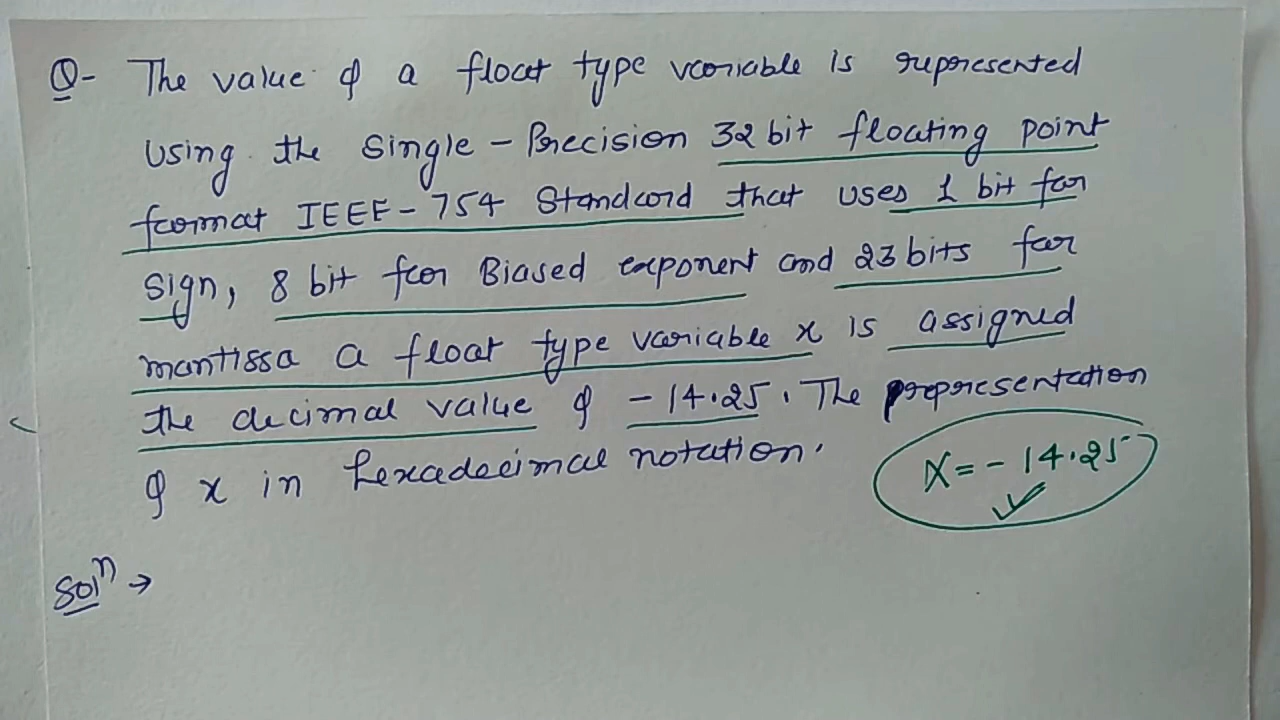 Q- The value of a float type variable is represented
using the single - Precision 32 bit floating point
format IEEE - 754 Standard that uses 1 bit for
sign, 8 bit for Biased exponent and 23 bits for
mantissa a float type variable x is assigned
the decimal value of - 14.25. The representation
of x in hexadecimal notation.
X = - 14.25
Solⁿ →